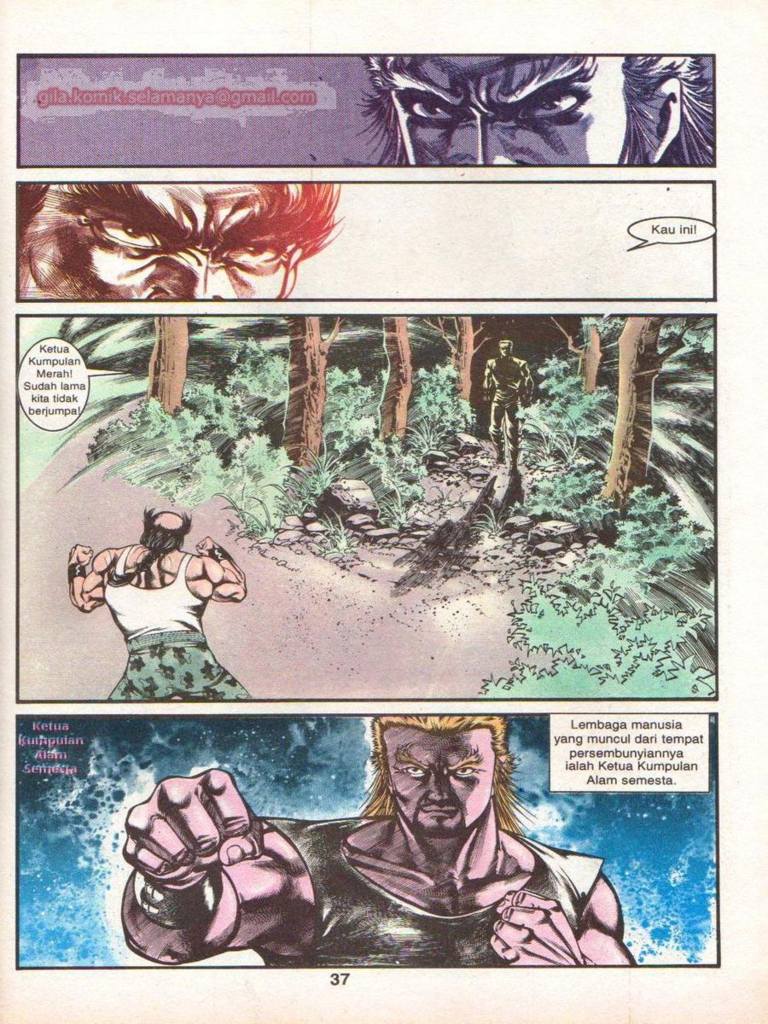 gila.komik.selamanya@gmail.com
Kau ini!
Ketua
Kumpulan
Merah!
Sudah lama
kita tidak
berjumpa!
Ketua
Kumpulan
Alam
Semesta
Lembaga manusia
yang muncul dari tempat
persembunyiannya
ialah Ketua Kumpulan
Alam semesta.
37